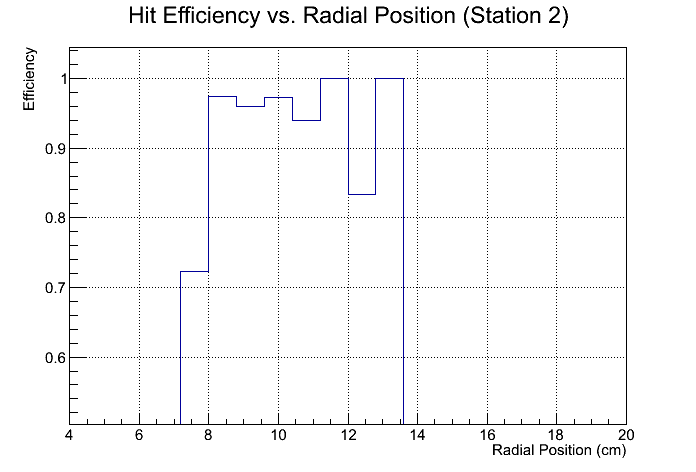 Hit Efficiency vs. Radial Position (Station 2)
Efficiency
1
0.9
0.8
0.7
0.6
4 6 8 10 12 14 16 18 20
Radial Position (cm)